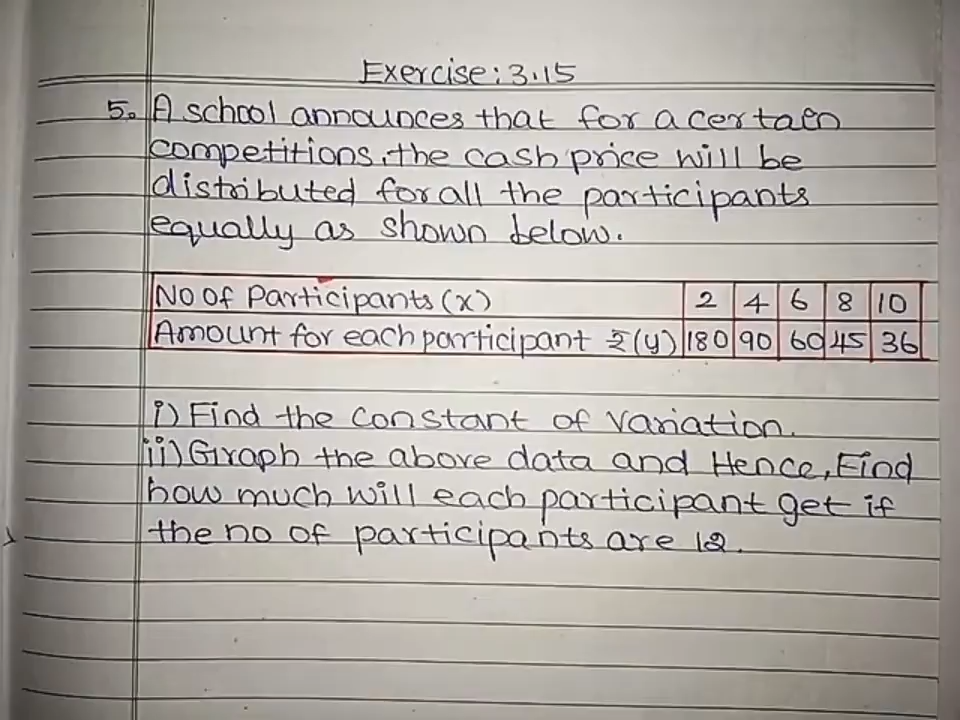 Exercise: 3.15
5. A school announces that for a certain
competitions, the cash price will be
distributed for all the participants
equally as shown below.
No Of Participants (x) 2 4 6 8 10
Amount for each participant ₹ (y) 180 90 60 45 36
i) Find the constant of variation.
ii) Graph the above data and Hence, Find
how much will each participant get if
the no of participants are 12.